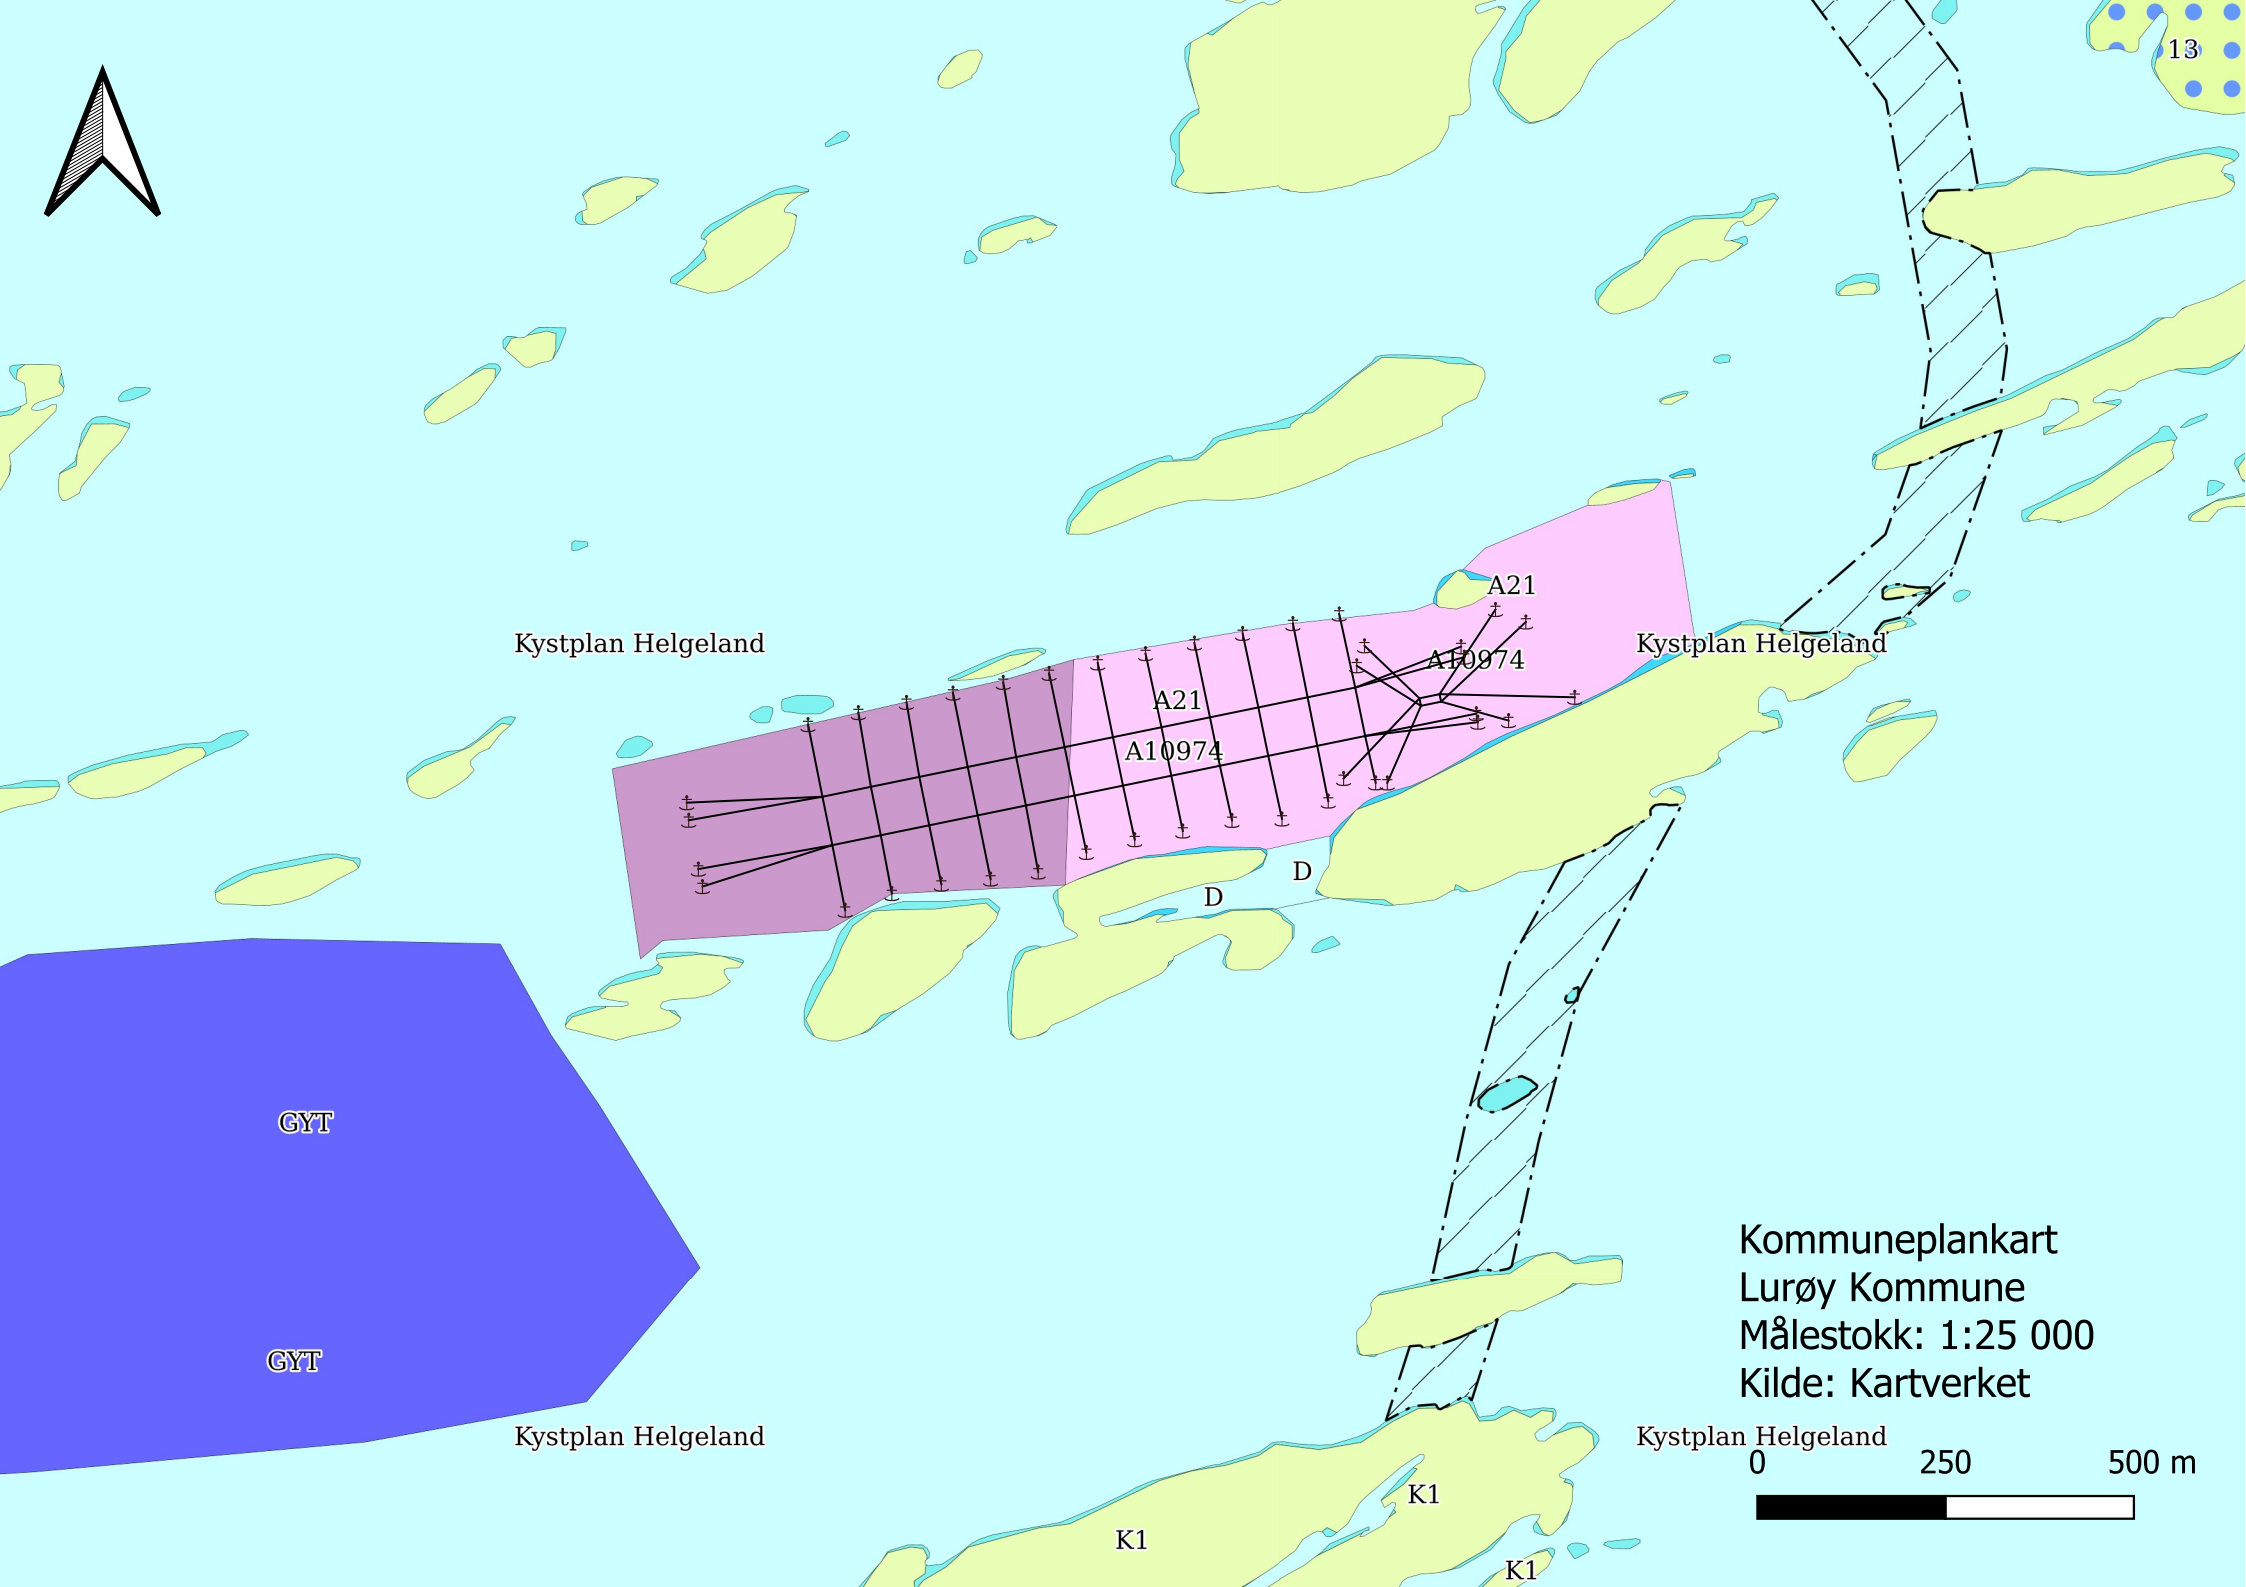 13
A21
Kystplan Helgeland
Kystplan Helgeland
A10974
A21
A10974
D
D
GYT
GYT
Kommuneplankart
Lurøy Kommune
Målestokk: 1:25 000
Kilde: Kartverket
Kystplan Helgeland
Kystplan Helgeland
0 250 500 m
K1
K1
K1